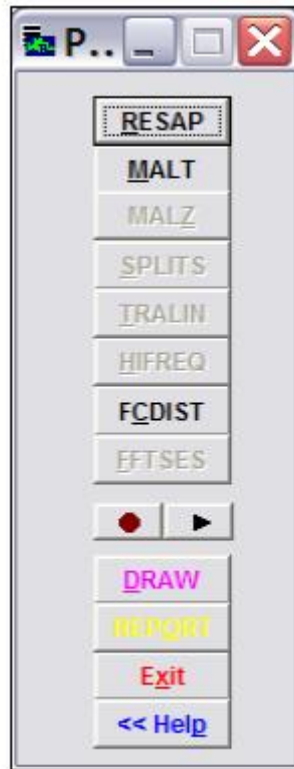 P..
RESAP
MALT
MALZ
SPLITS
TRALIN
HIFREQ
FCDIST
FFTSES
DRAW
REPORT
Exit
<< Help